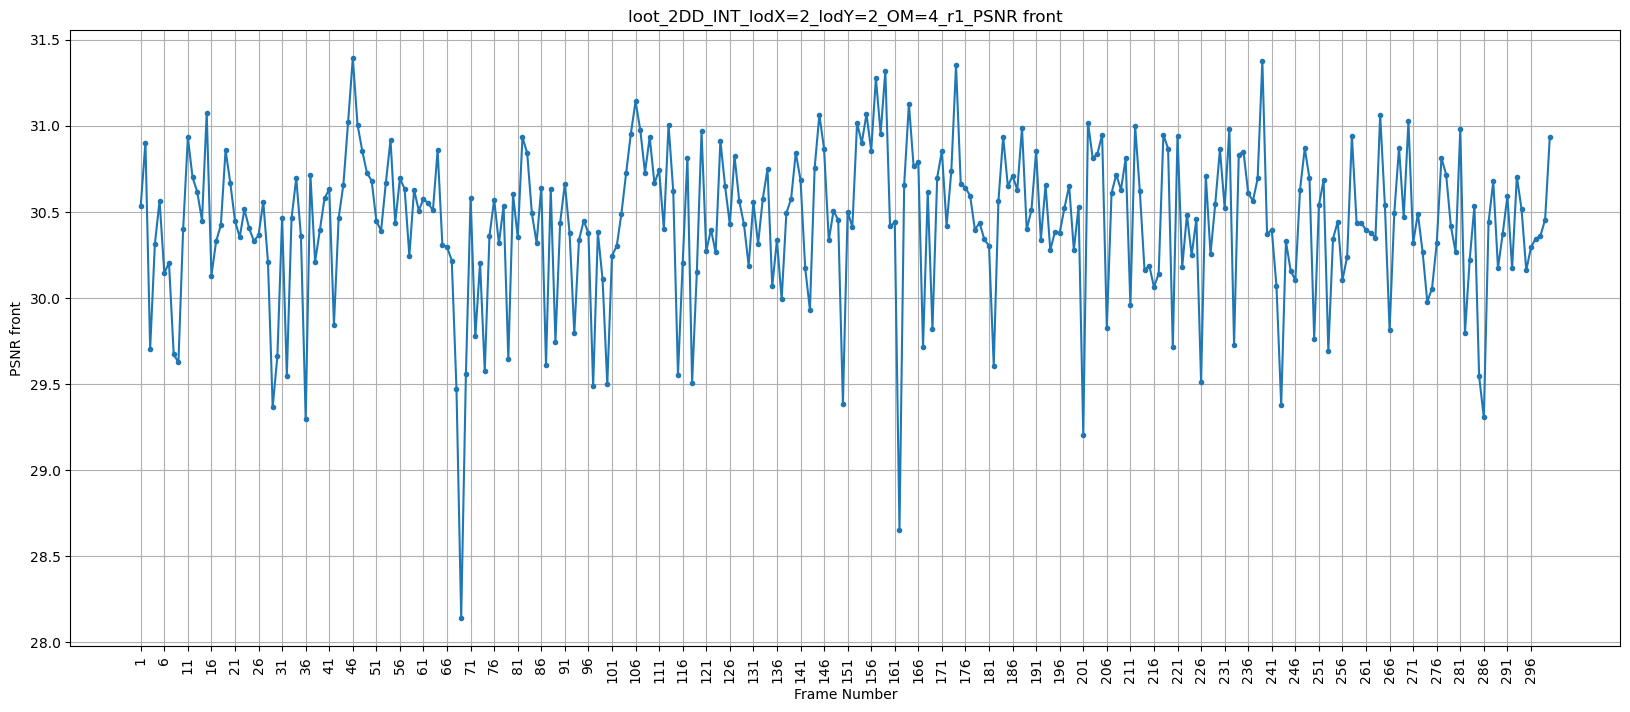 loot_2DD_INT_lodX=2_lodY=2_OM=4_r1_PSNR front
PSNR front
31.5
31.0
30.5
30.0
29.5
29.0
28.5
28.0
1 6 11 16 21 26 31 36 41 46 51 56 61 66 71 76 81 86 91 96 101 106 111 116 121 126 131 136 141 146 151 156 161 166 171 176 181 186 191 196 201 206 211 216 221 226 231 236 241 246 251 256 261 266 271 276 281 286 291 296
Frame Number